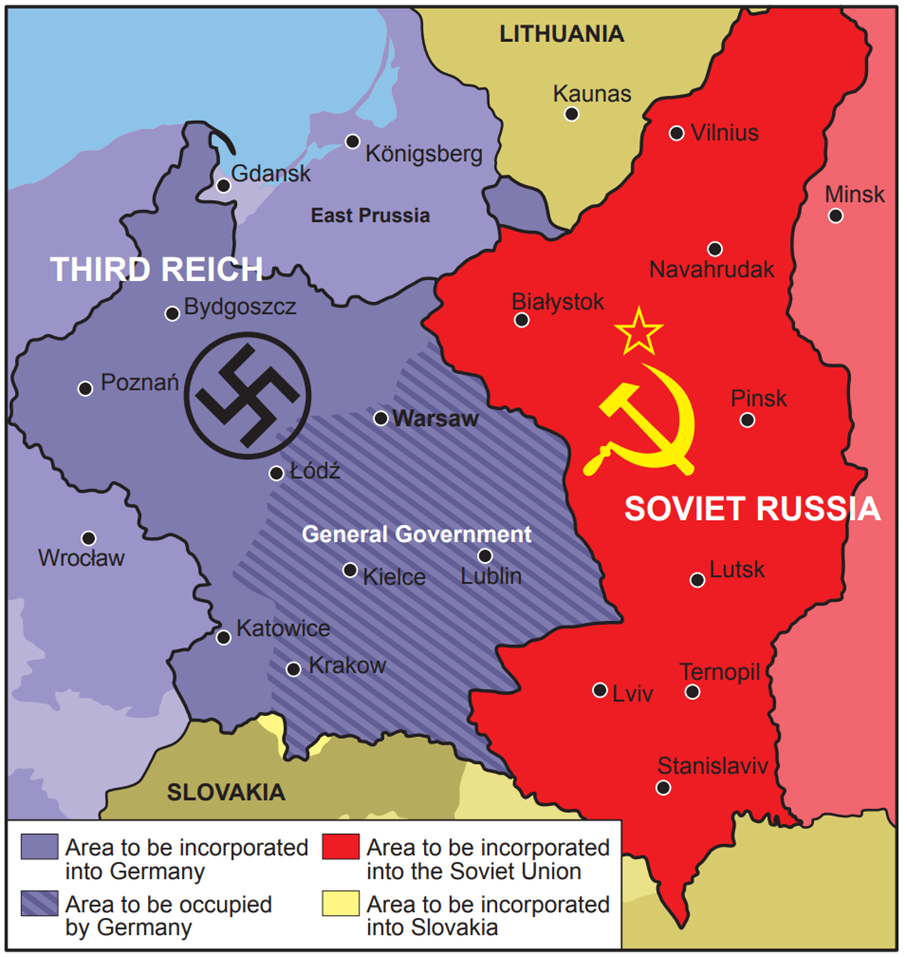 LITHUANIA
Kaunas
Vilnius
Königsberg
Gdansk
Minsk
East Prussia
THIRD REICH
Navahrudak
Bydgoszcz
Białystok
Poznań
Pinsk
Warsaw
Łódź
SOVIET RUSSIA
General Government
Wrocław
Kielce
Lublin
Lutsk
Katowice
Krakow
Ternopil
Lviv
Stanislaviv
SLOVAKIA
Area to be incorporated
into Germany
Area to be occupied
by Germany
Area to be incorporated
into the Soviet Union
Area to be incorporated
into Slovakia